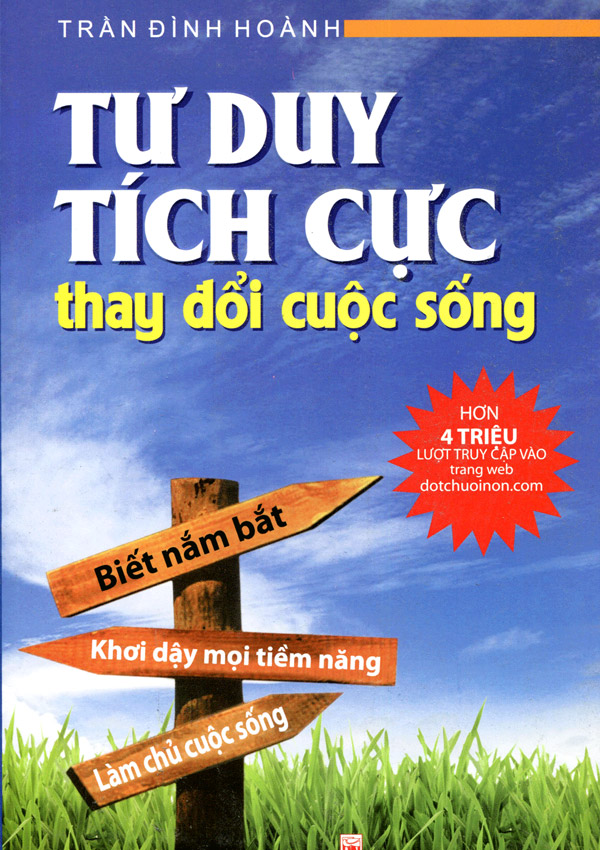 TRẦN ĐÌNH HOÀNH
TƯ DUY
TÍCH CỰC
thay đổi cuộc sống
HƠN
4 TRIỆU
LƯỢT TRUY CẬP VÀO
trang web
dotchuoinon.com
Biết nắm bắt
Khơi dậy mọi tiềm năng
Làm chủ cuộc sống